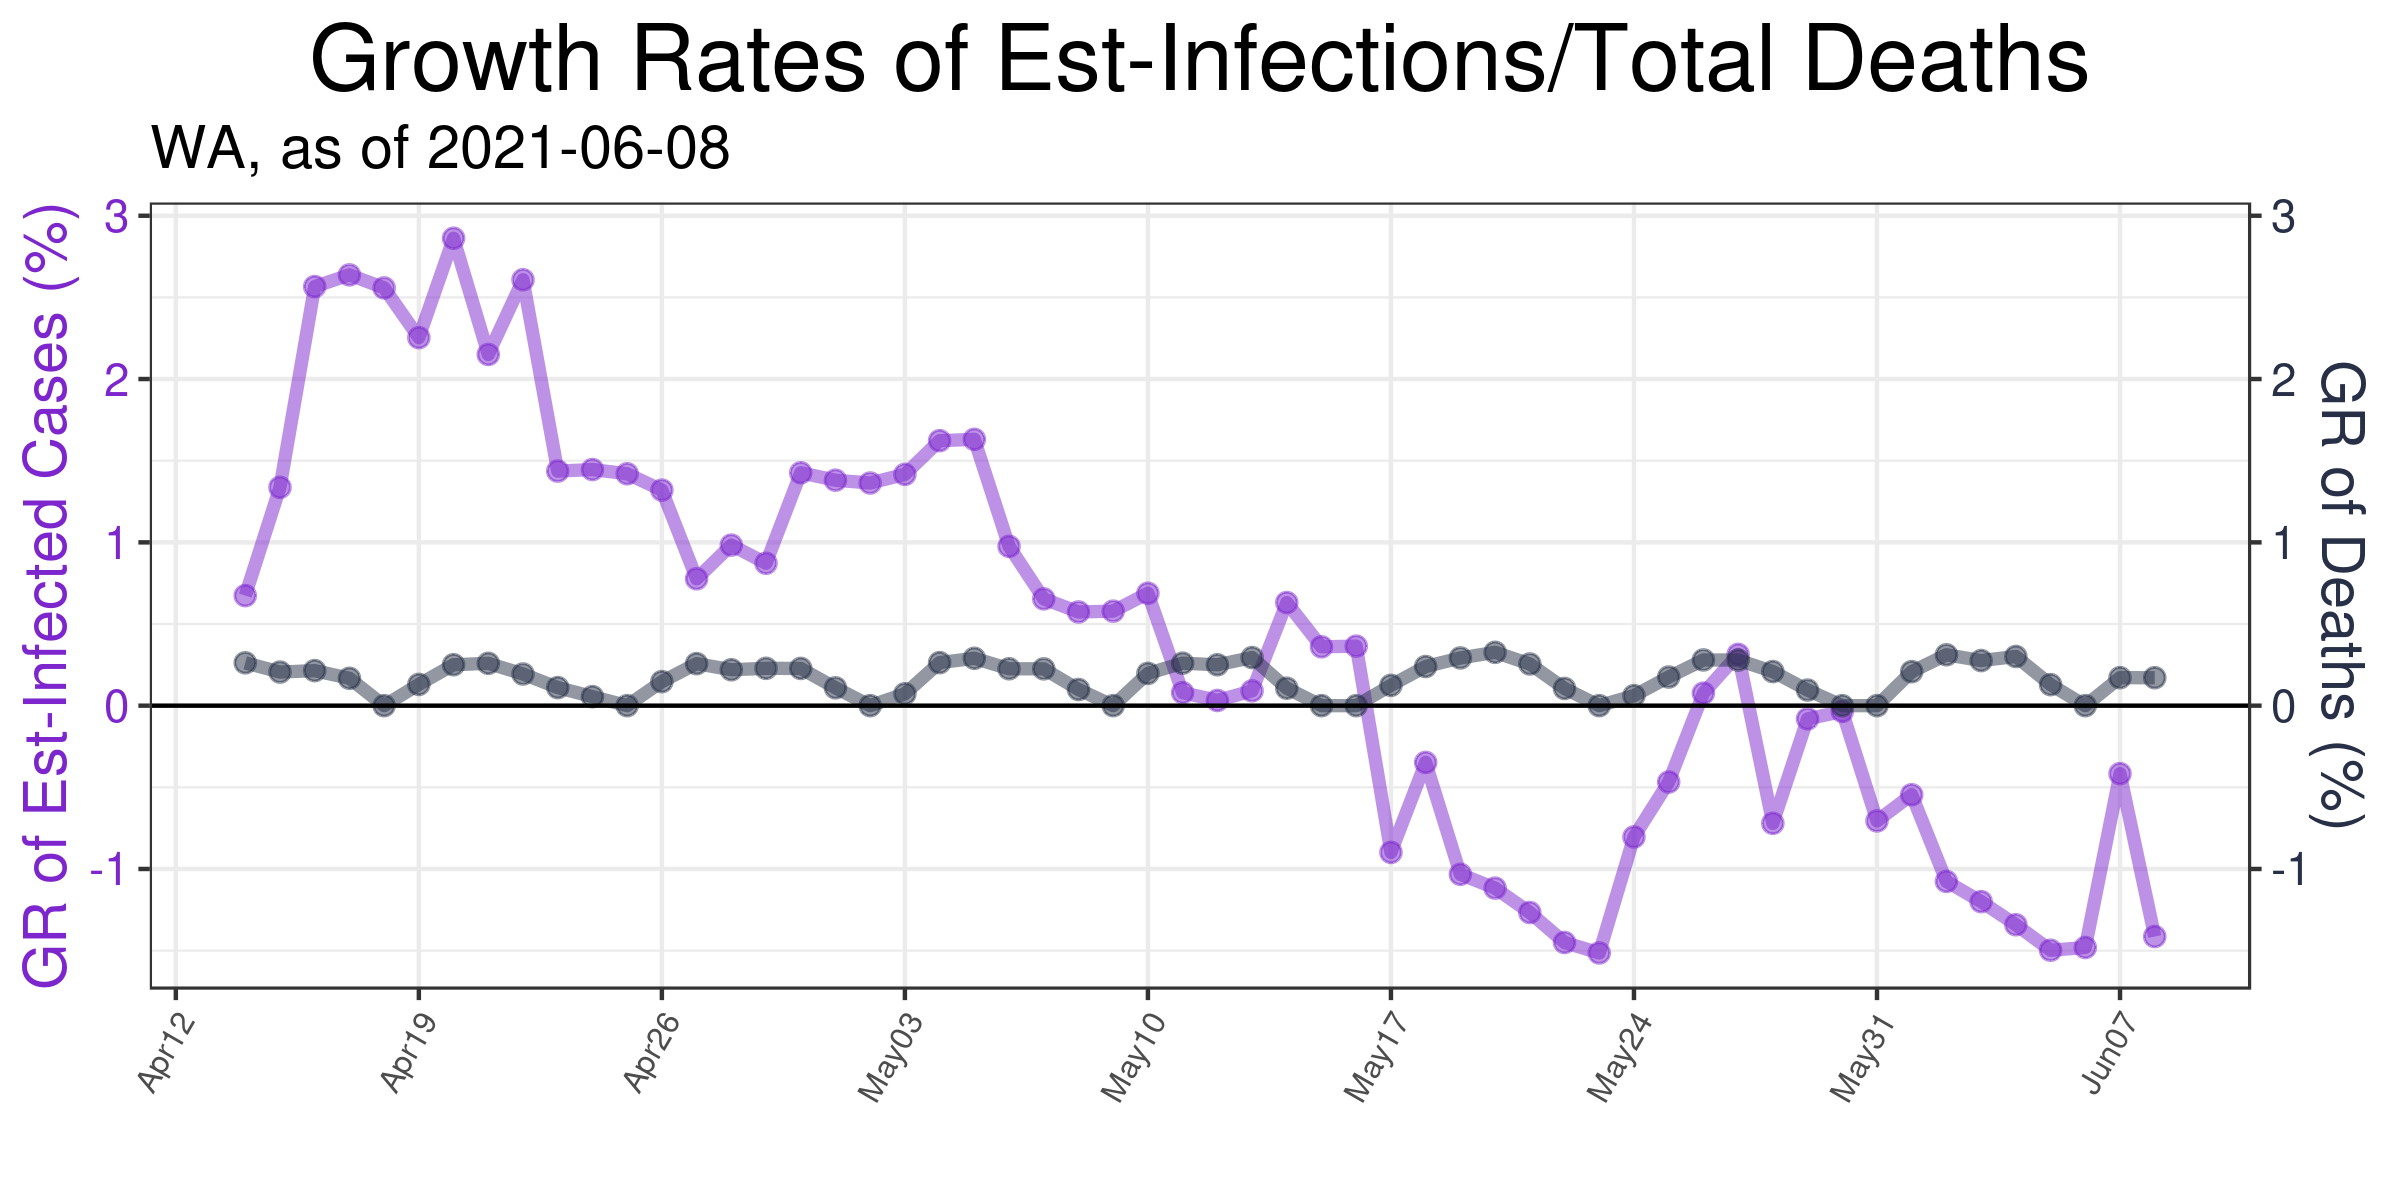 Growth Rates of Est-Infections/Total Deaths
WA, as of 2021-06-08
GR of Est-Infected Cases (%)
3
2
1
0
-1
3
2
1
0
-1
GR of Deaths (%)
Apr12
Apr19
Apr26
May03
May10
May17
May24
May31
Jun07